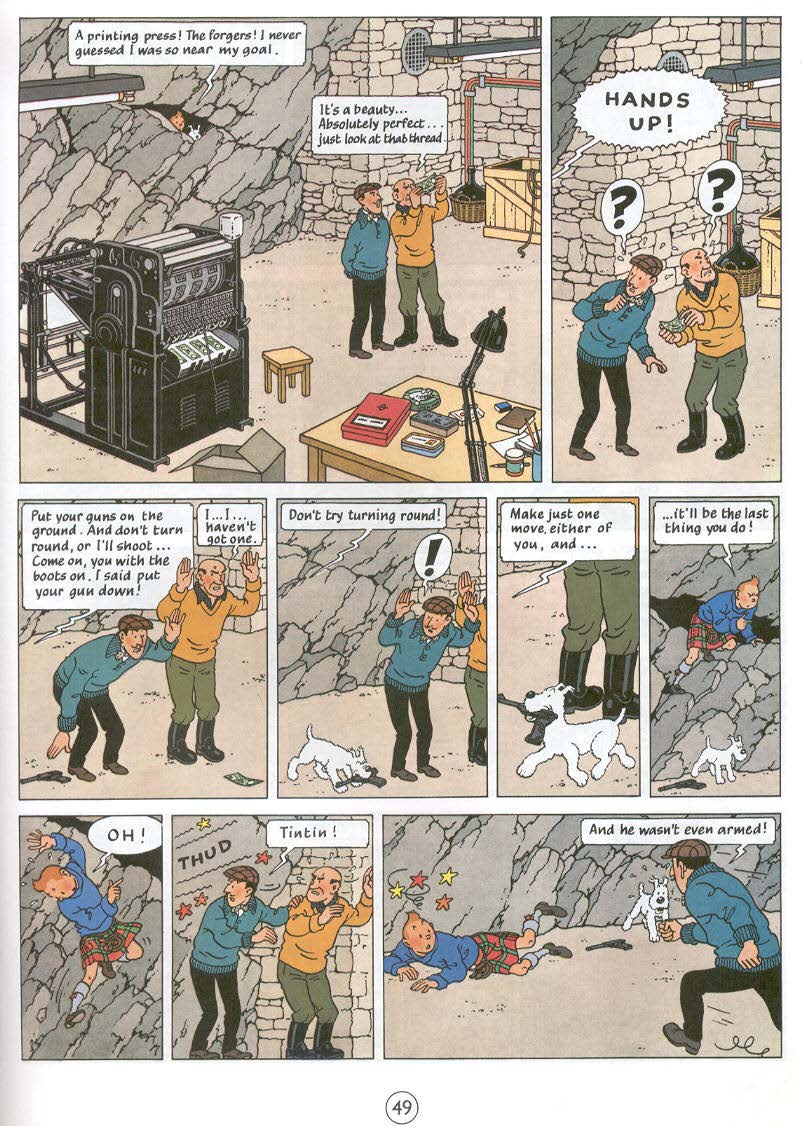 A printing press! The forgers! I never
guessed I was so near my goal.
It's a beauty...
Absolutely perfect...
just look at that thread.
HANDS
UP!
?
?
Put your guns on the
ground. And don't turn
round, or I'll shoot...
Come on, you with the
boots on. I said put
your gun down!
I...I...
haven't
got one.
Don't try turning round!
!
Make just one
move, either of
you, and ...
...it'll be the last
thing you do!
OH!
THUD
Tintin!
And he wasn't even armed!
49